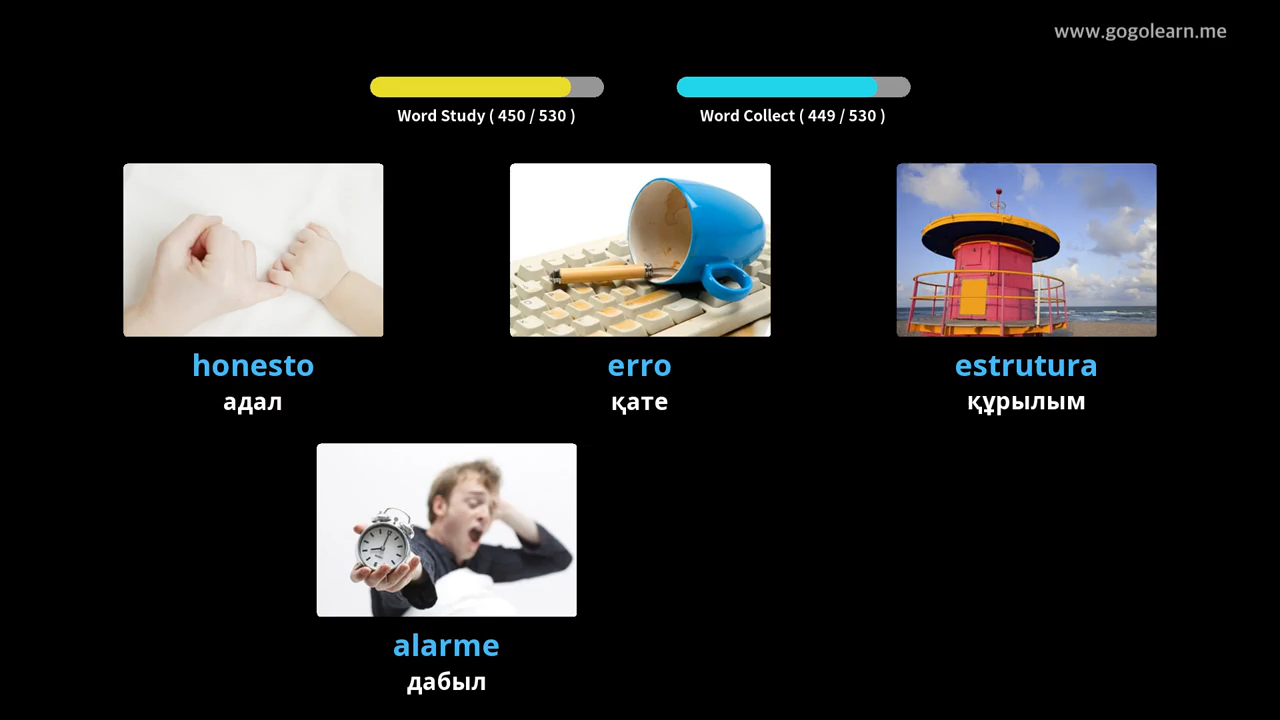 www.gogolearn.me
Word Study ( 450 / 530 )
Word Collect ( 449 / 530 )
honesto
адал
erro
қате
estrutura
құрылым
alarme
дабыл